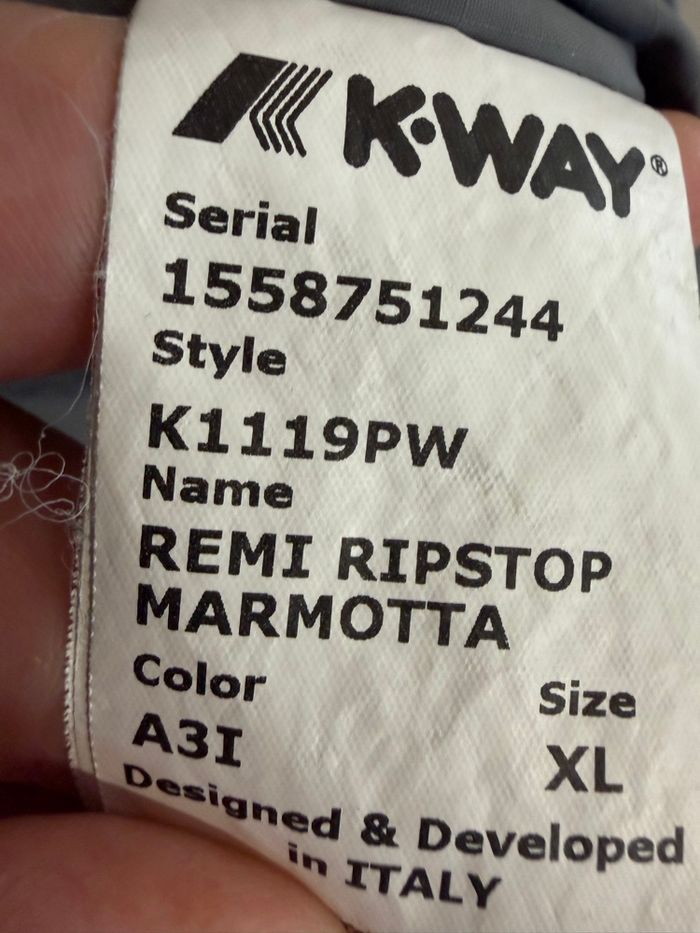 K·WAY®
Serial
1558751244
Style
K1119PW
Name
REMI RIPSTOP
MARMOTTA
Color Size
A3I XL
Designed & Developed
in ITALY